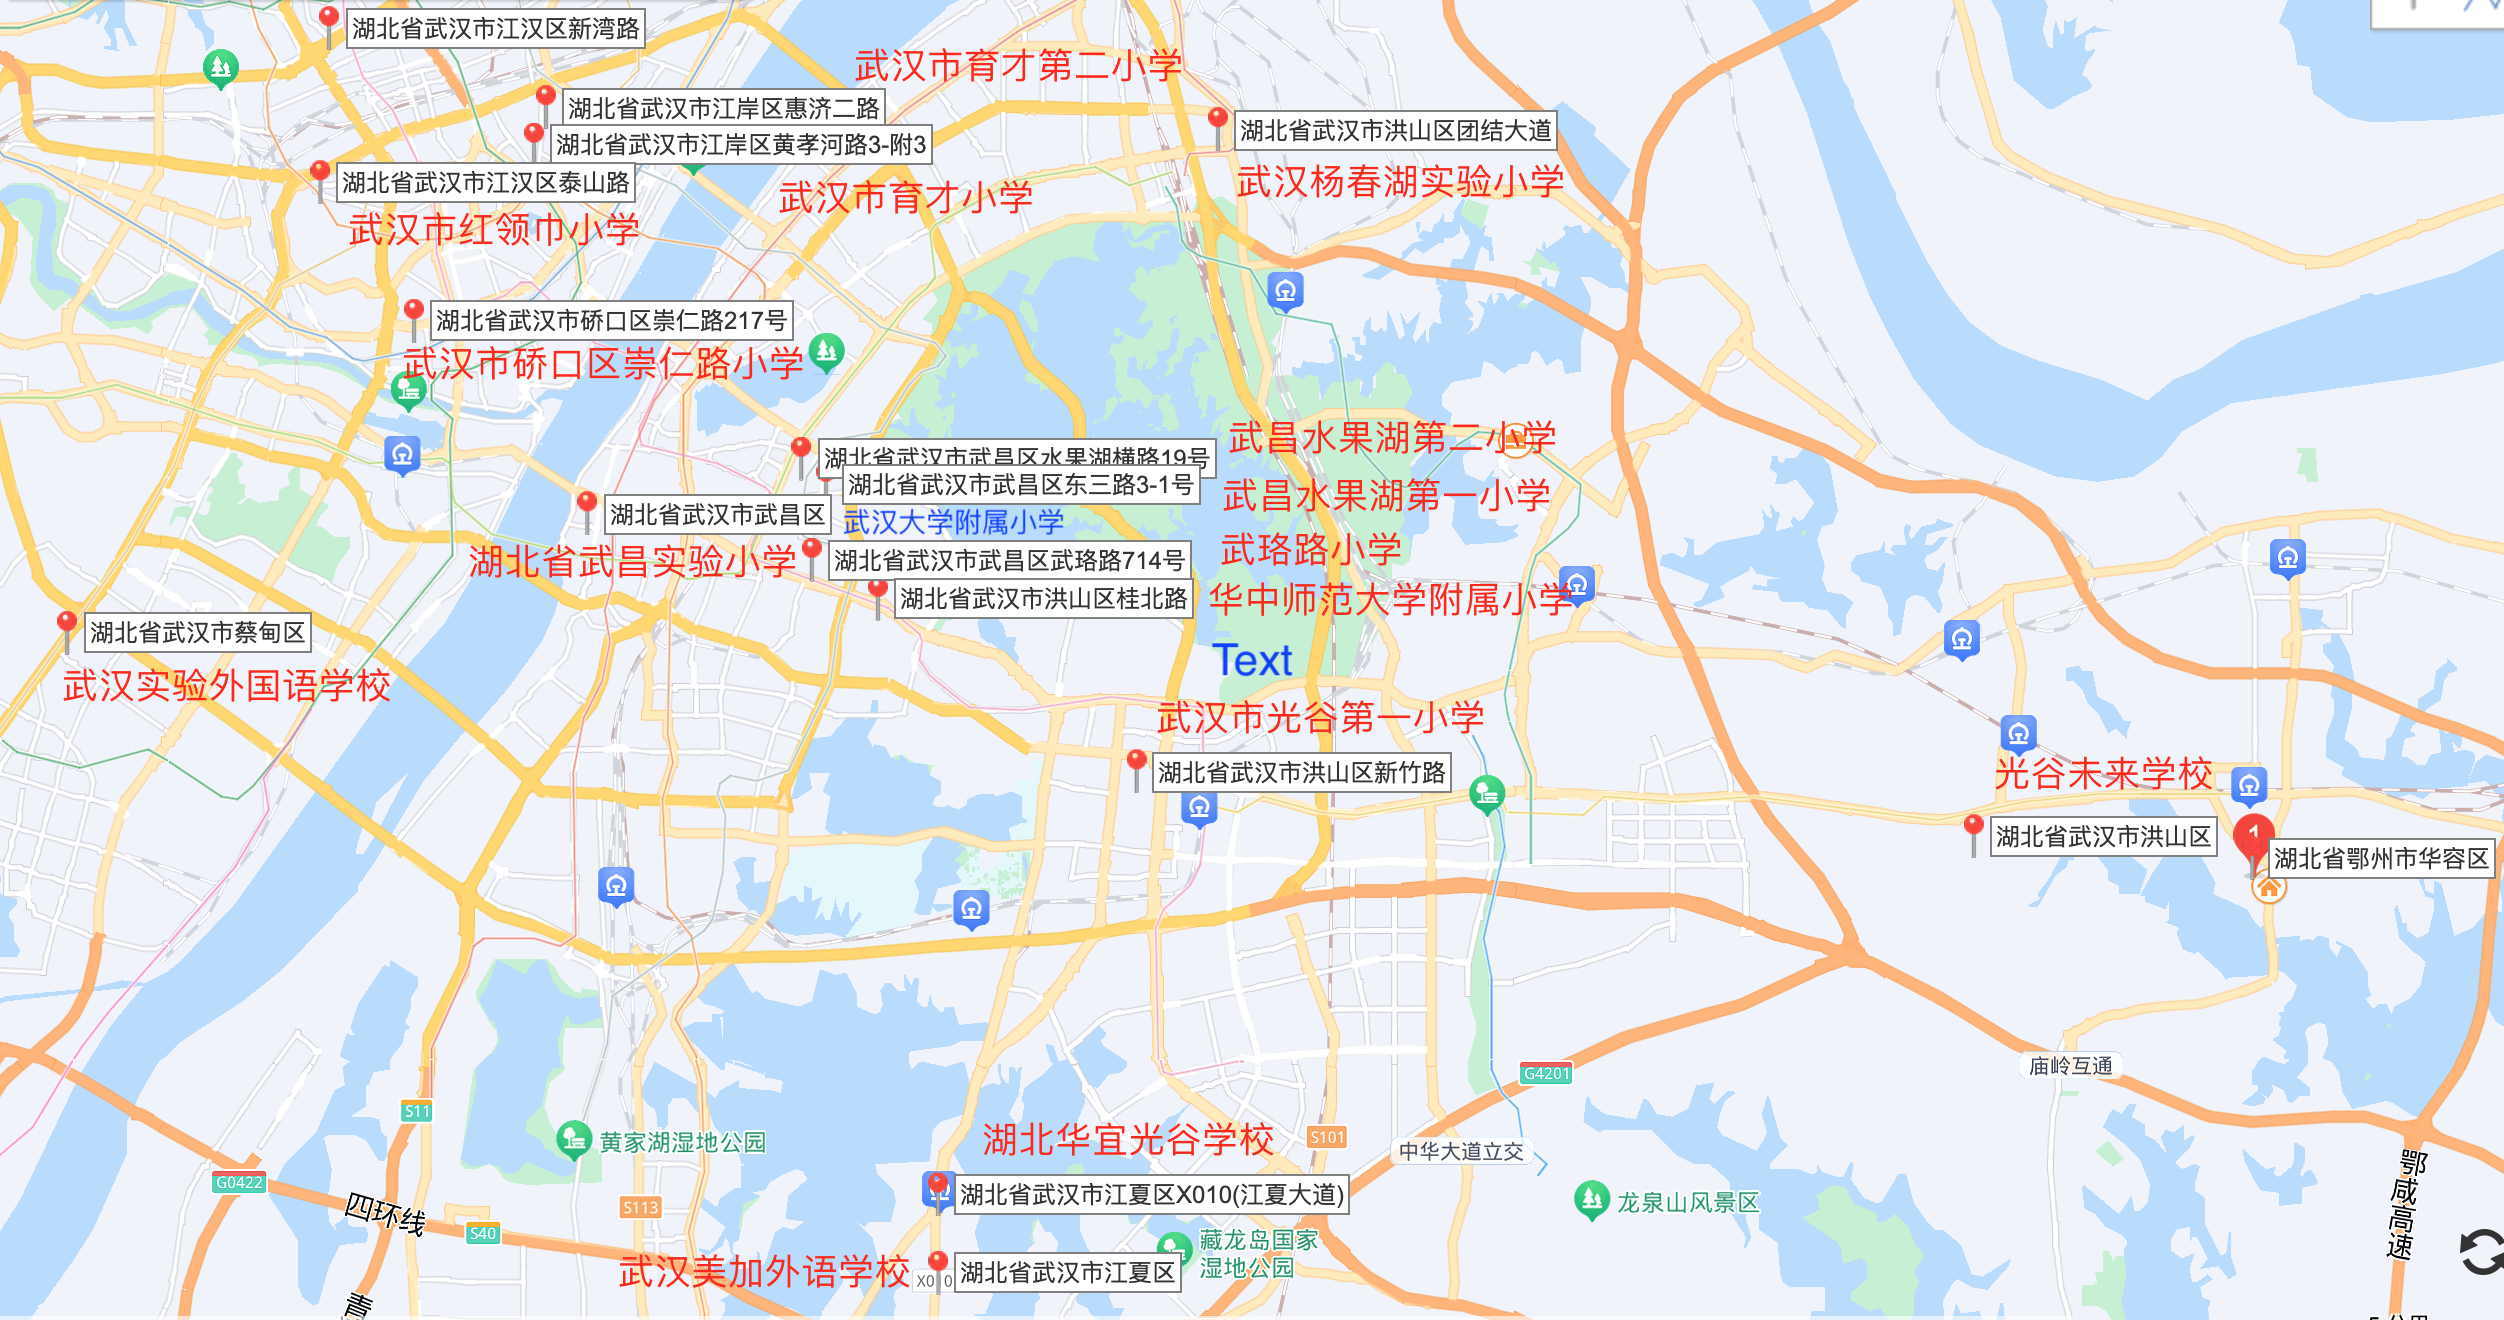 湖北省武汉市江汉区新湾路
武汉市育才第二小学
湖北省武汉市江岸区惠济二路
湖北省武汉市洪山区团结大道
湖北省武汉市江岸区黄孝河路3-附3
湖北省武汉市江汉区泰山路
武汉杨春湖实验小学
武汉市育才小学
武汉市红领巾小学
湖北省武汉市硚口区崇仁路217号
武汉市硚口区崇仁路小学
武昌水果湖第二小学
湖北省武汉市武昌区水果湖横路19号
湖北省武汉市武昌区东三路3-1号
武昌水果湖第一小学
湖北省武汉市武昌区
武汉大学附属小学
武珞路小学
湖北省武昌实验小学
湖北省武汉市武昌区武珞路714号
湖北省武汉市洪山区桂北路
华中师范大学附属小学
湖北省武汉市蔡甸区
Text
武汉实验外国语学校
武汉市光谷第一小学
湖北省武汉市洪山区新竹路
光谷未来学校
湖北省武汉市洪山区
1
湖北省鄂州市华容区
庙岭互通
G4201
S11
湖北华宜光谷学校
S101
黄家湖湿地公园
中华大道立交
G0422
鄂咸高速
湖北省武汉市江夏区X010(江夏大道)
龙泉山风景区
四环线
S113
S40
藏龙岛国家
湿地公园
武汉美加外语学校
湖北省武汉市江夏区